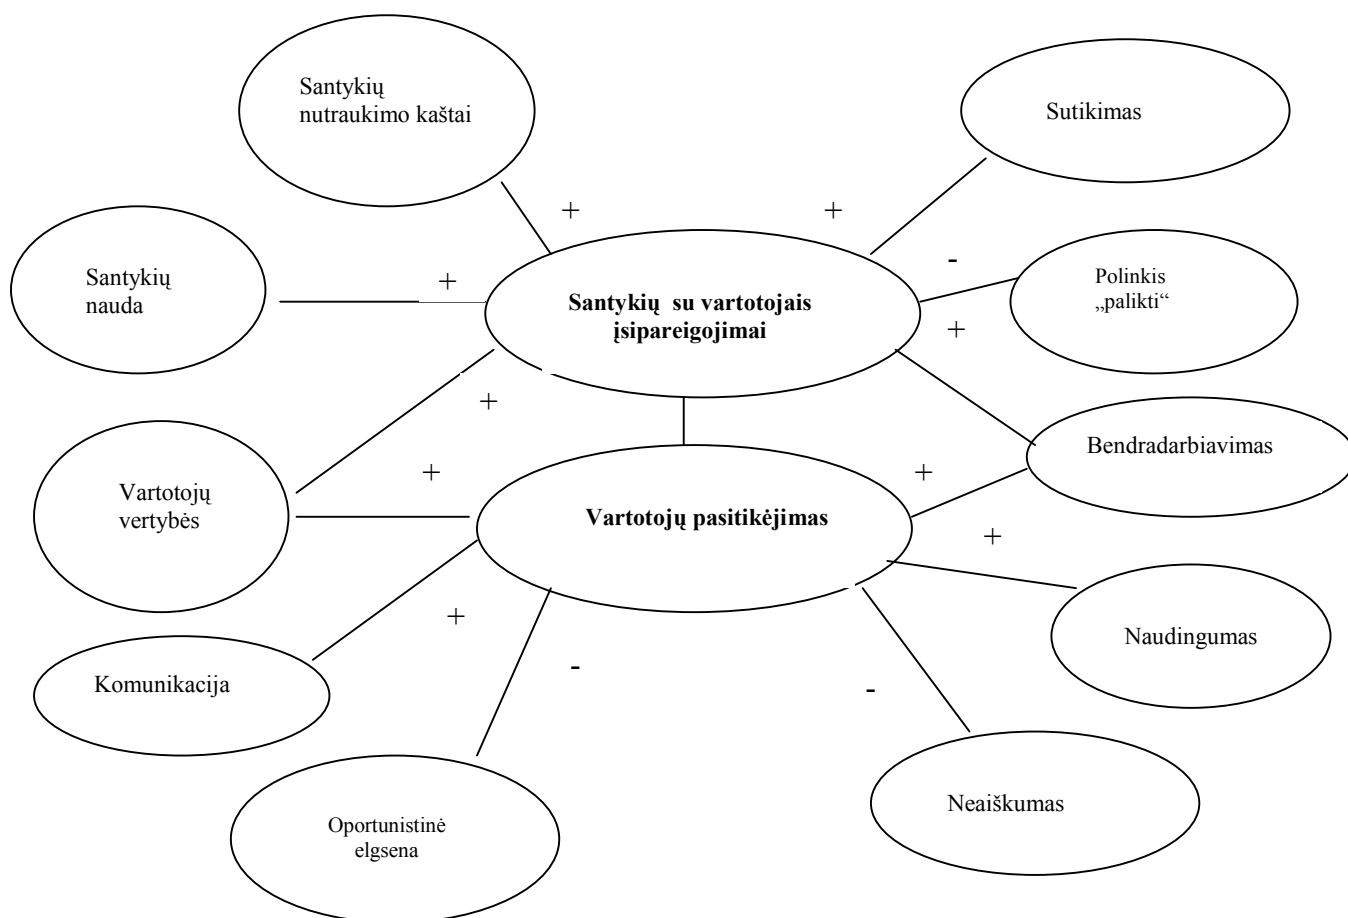 Santykių
nutraukimo kaštai
Sutikimas
+
+
Santykių
nauda
+
Santykių su vartotojais
įsipareigojimai
-
Polinkis
„palikti“
+
+
Vartotojų
vertybės
+
Vartotojų pasitikėjimas
+
Bendradarbiavimas
+
Komunikacija
+
-
-
Naudingumas
Oportunistinė
elgsena
Neaiškumas